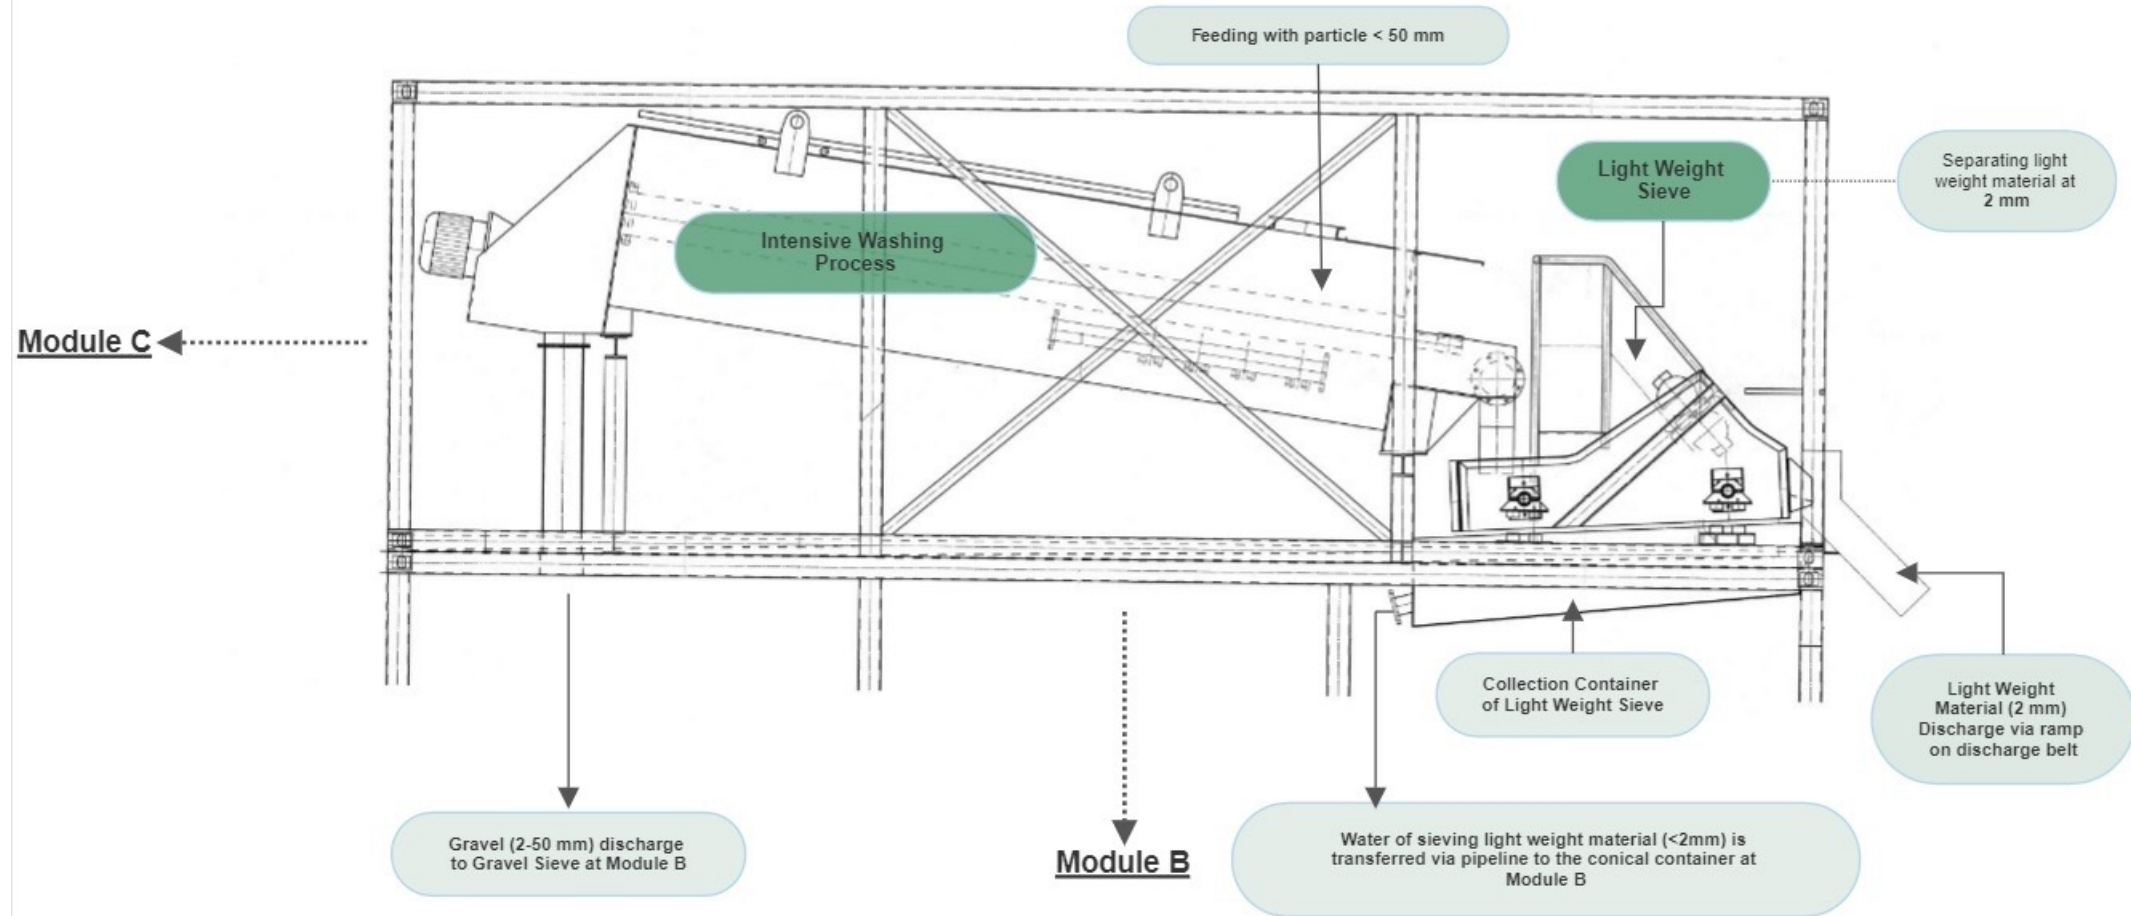 Feeding with particle < 50 mm
Light Weight
Sieve
Separating light
weight material at
2 mm
Intensive Washing
Process
Module C
Collection Container
of Light Weight Sieve
Light Weight
Material (2 mm)
Discharge via ramp
on discharge belt
Gravel (2-50 mm) discharge
to Gravel Sieve at Module B
Module B
Water of sieving light weight material (<2mm) is
transferred via pipeline to the conical container at
Module B